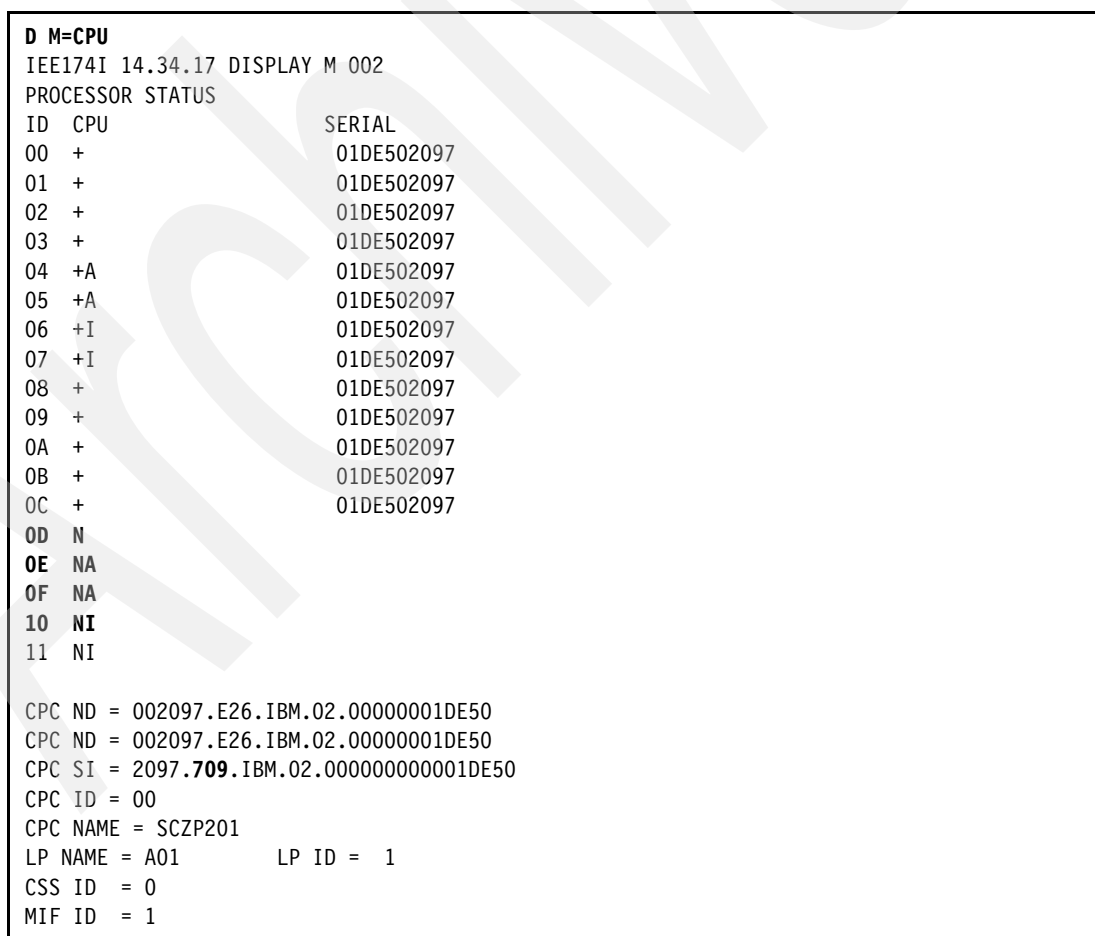 D M=CPU
IEE174I 14.34.17 DISPLAY M 002
PROCESSOR STATUS
ID CPU SERIAL
00 + 01DE502097
01 + 01DE502097
02 + 01DE502097
03 + 01DE502097
04 +A 01DE502097
05 +A 01DE502097
06 +I 01DE502097
07 +I 01DE502097
08 + 01DE502097
09 + 01DE502097
0A + 01DE502097
0B + 01DE502097
0C + 01DE502097
0D N
0E NA
0F NA
10 NI
11 NI
CPC ND = 002097.E26.IBM.02.00000001DE50
CPC ND = 002097.E26.IBM.02.00000001DE50
CPC SI = 2097.709.IBM.02.000000000001DE50
CPC ID = 00
CPC NAME = SCZP201
LP NAME = A01 LP ID = 1
CSS ID = 0
MIF ID = 1